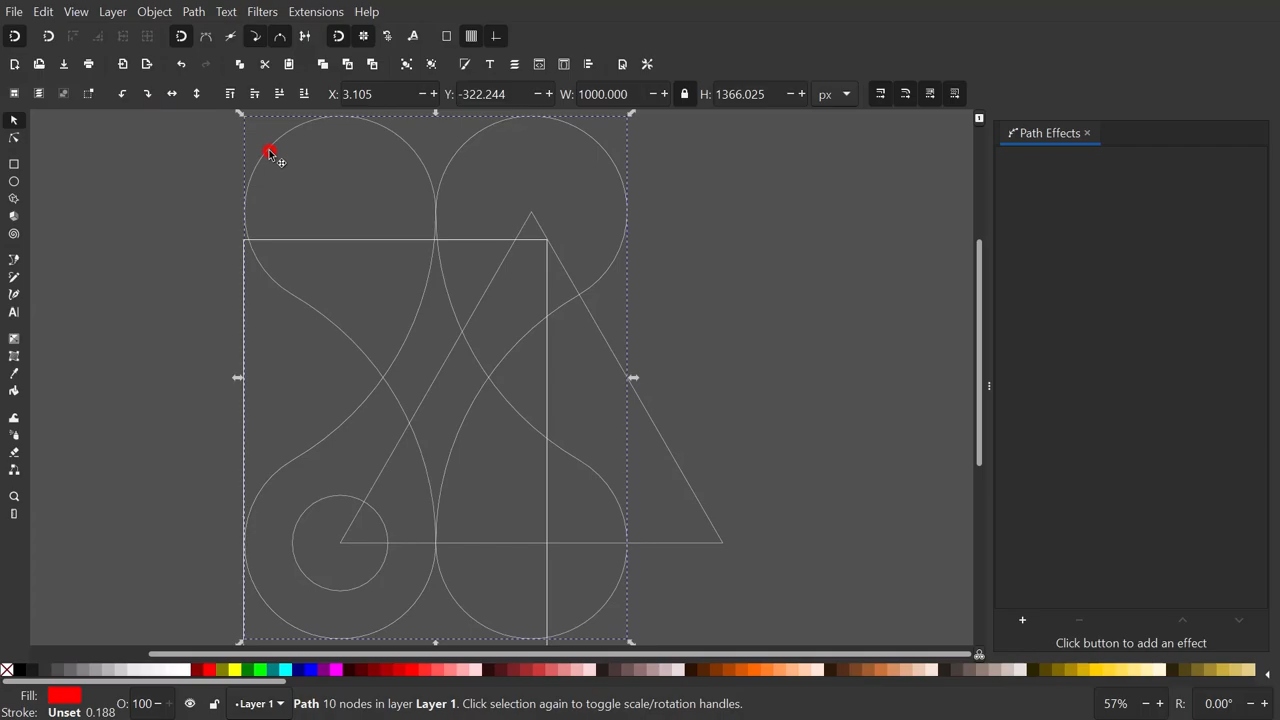 File Edit View Layer Object Path Text Filters Extensions Help
X: 3.105 Y: -322.244 W: 1000.000 H: 1366.025 px
1
Path Effects
Click button to add an effect
Fill:
Stroke: Unset 0.188
O: 100
•Layer 1
Path 10 nodes in layer Layer 1. Click selection again to toggle scale/rotation handles.
57%
R: 0.00°